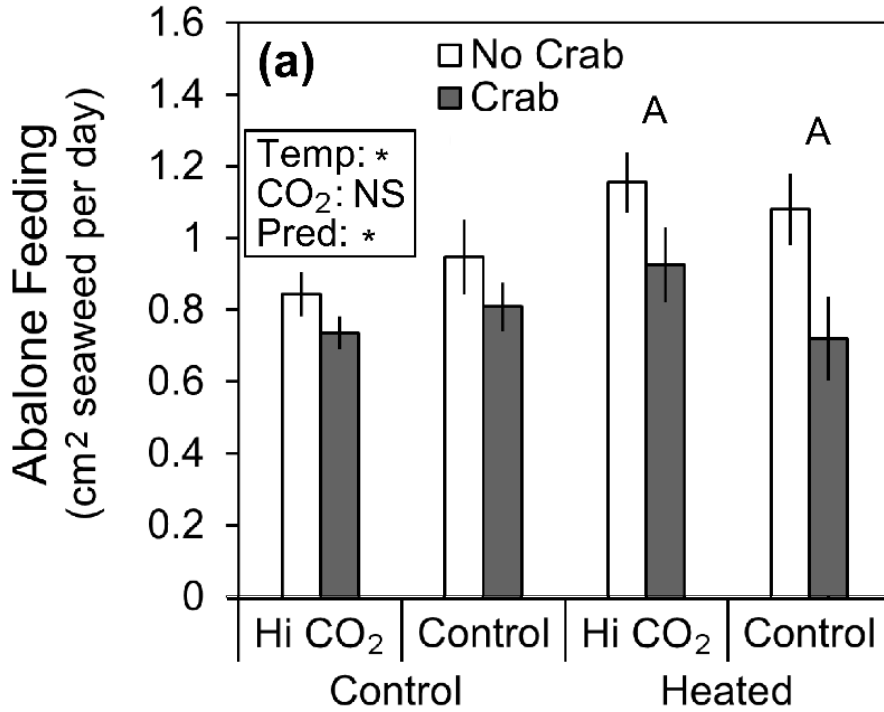 (a)
No Crab
Crab
Temp: *
CO₂: NS
Pred: *
A
A
Abalone Feeding
(cm² seaweed per day)
1.6
1.4
1.2
1
0.8
0.6
0.4
0.2
0
Hi CO₂ Control Hi CO₂ Control
Control Heated